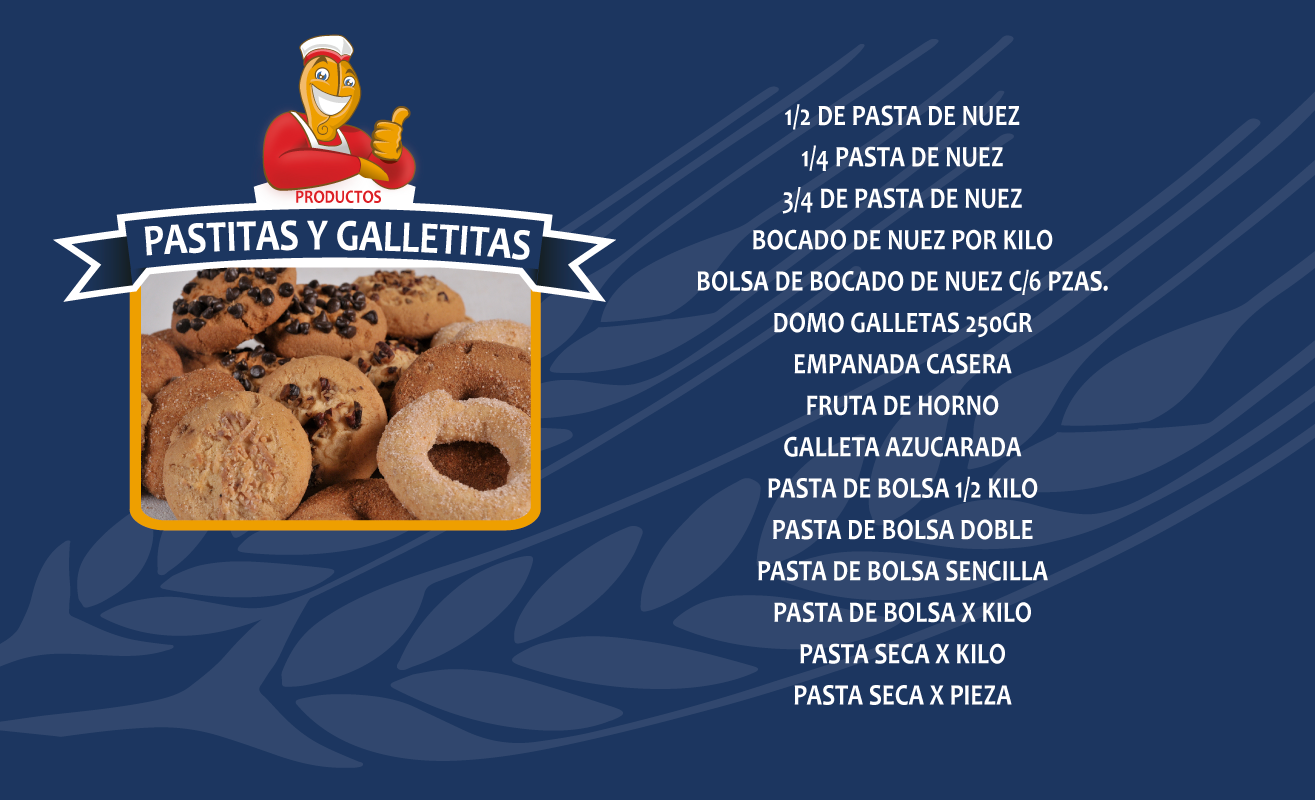 PRODUCTOS
PASTITAS Y GALLETITAS
1/2 DE PASTA DE NUEZ
1/4 PASTA DE NUEZ
3/4 DE PASTA DE NUEZ
BOCADO DE NUEZ POR KILO
BOLSA DE BOCADO DE NUEZ C/6 PZAS.
DOMO GALLETAS 250GR
EMPANADA CASERA
FRUTA DE HORNO
GALLETA AZUCARADA
PASTA DE BOLSA 1/2 KILO
PASTA DE BOLSA DOBLE
PASTA DE BOLSA SENCILLA
PASTA DE BOLSA X KILO
PASTA SECA X KILO
PASTA SECA X PIEZA